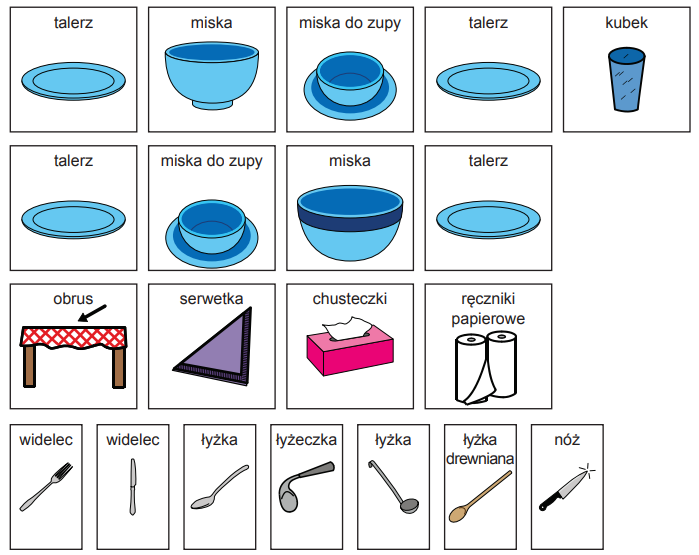 talerz
miska
miska do zupy
talerz
kubek
talerz
miska do zupy
miska
talerz
obrus
serwetka
chusteczki
ręczniki
papierowe
widelec
widelec
łyżka
łyżeczka
łyżka
łyżka
drewniana
nóż